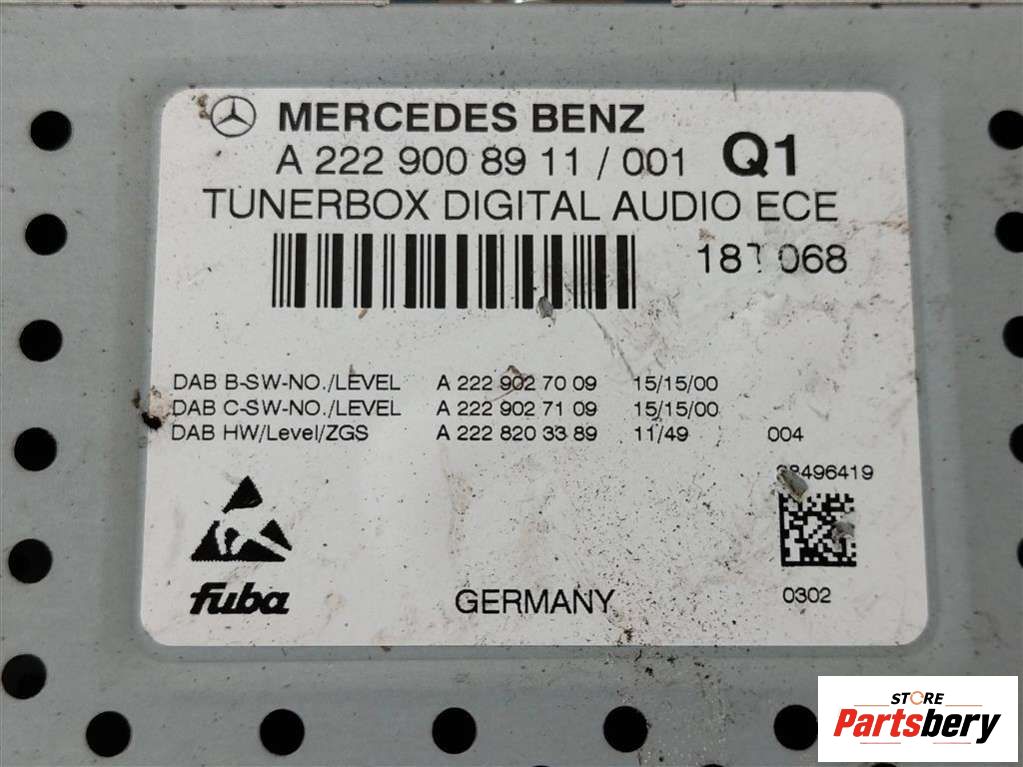 MERCEDES BENZ
A 222 900 89 11 / 001 Q1
TUNERBOX DIGITAL AUDIO ECE
DAB B-SW-NO./LEVEL A 222 902 70 09 15/15/00
DAB C-SW-NO./LEVEL A 222 902 71 09 15/15/00
DAB HW/Level/ZGS A 222 820 33 89 11/49 004
fuba GERMANY 0302
STORE
Partsbery